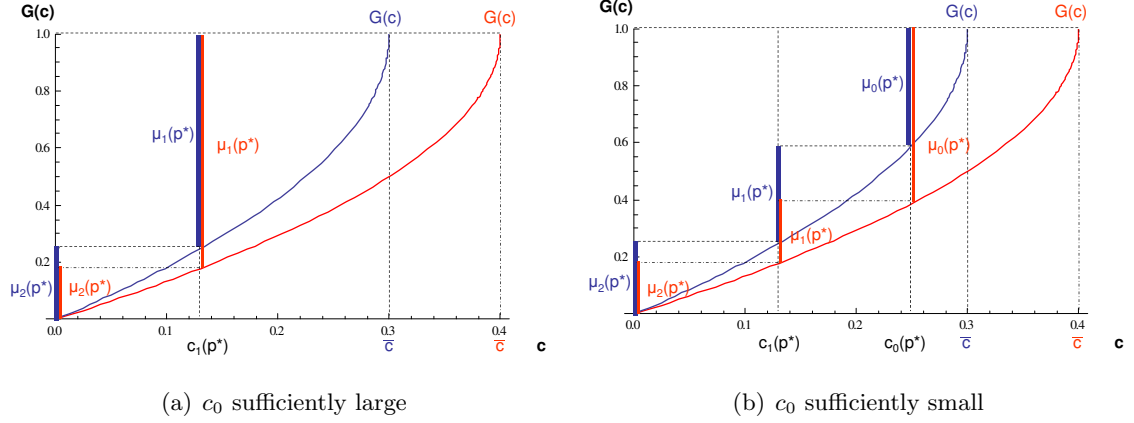 G(c)
G(c) G(c)
1.0
0.8
μ₁(p*) μ₁(p*)
0.6
0.4
0.2
μ₂(p*) μ₂(p*)
0.0 0.1 0.2 0.3 0.4
c₁(p*) c̅ c̅ c
(a) c₀ sufficiently large
G(c)
G(c) G(c)
1.0
μ₀(p*)
0.8
0.6
μ₀(p*)
μ₁(p*)
0.4
μ₁(p*)
0.2
μ₂(p*) μ₂(p*)
0.0 0.1 0.2 0.3 0.4
c₁(p*) c₀(p*) c̅ c̅ c
(b) c₀ sufficiently small